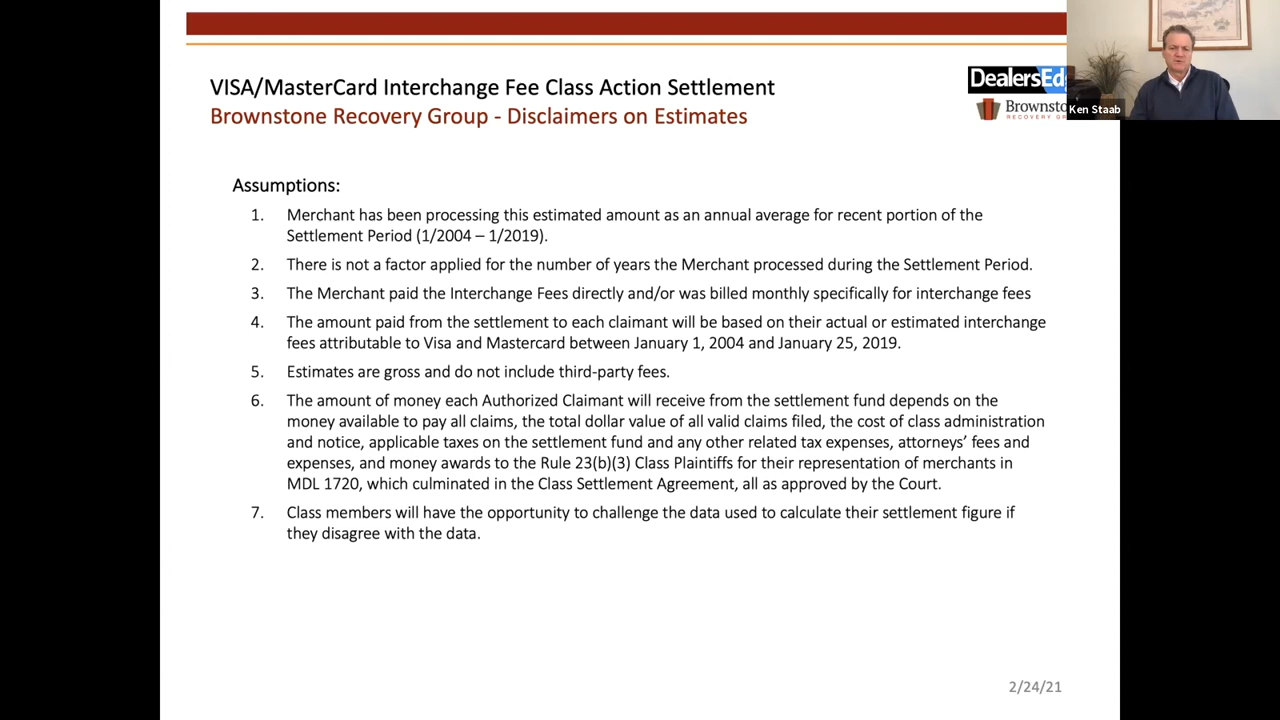 VISA/MasterCard Interchange Fee Class Action Settlement
Brownstone Recovery Group - Disclaimers on Estimates
DealersEd
Brownsto
RECOVERY GR
Ken Staab
Assumptions:
1. Merchant has been processing this estimated amount as an annual average for recent portion of the
Settlement Period (1/2004 – 1/2019).
2. There is not a factor applied for the number of years the Merchant processed during the Settlement Period.
3. The Merchant paid the Interchange Fees directly and/or was billed monthly specifically for interchange fees
4. The amount paid from the settlement to each claimant will be based on their actual or estimated interchange
fees attributable to Visa and Mastercard between January 1, 2004 and January 25, 2019.
5. Estimates are gross and do not include third-party fees.
6. The amount of money each Authorized Claimant will receive from the settlement fund depends on the
money available to pay all claims, the total dollar value of all valid claims filed, the cost of class administration
and notice, applicable taxes on the settlement fund and any other related tax expenses, attorneys’ fees and
expenses, and money awards to the Rule 23(b)(3) Class Plaintiffs for their representation of merchants in
MDL 1720, which culminated in the Class Settlement Agreement, all as approved by the Court.
7. Class members will have the opportunity to challenge the data used to calculate their settlement figure if
they disagree with the data.
2/24/21